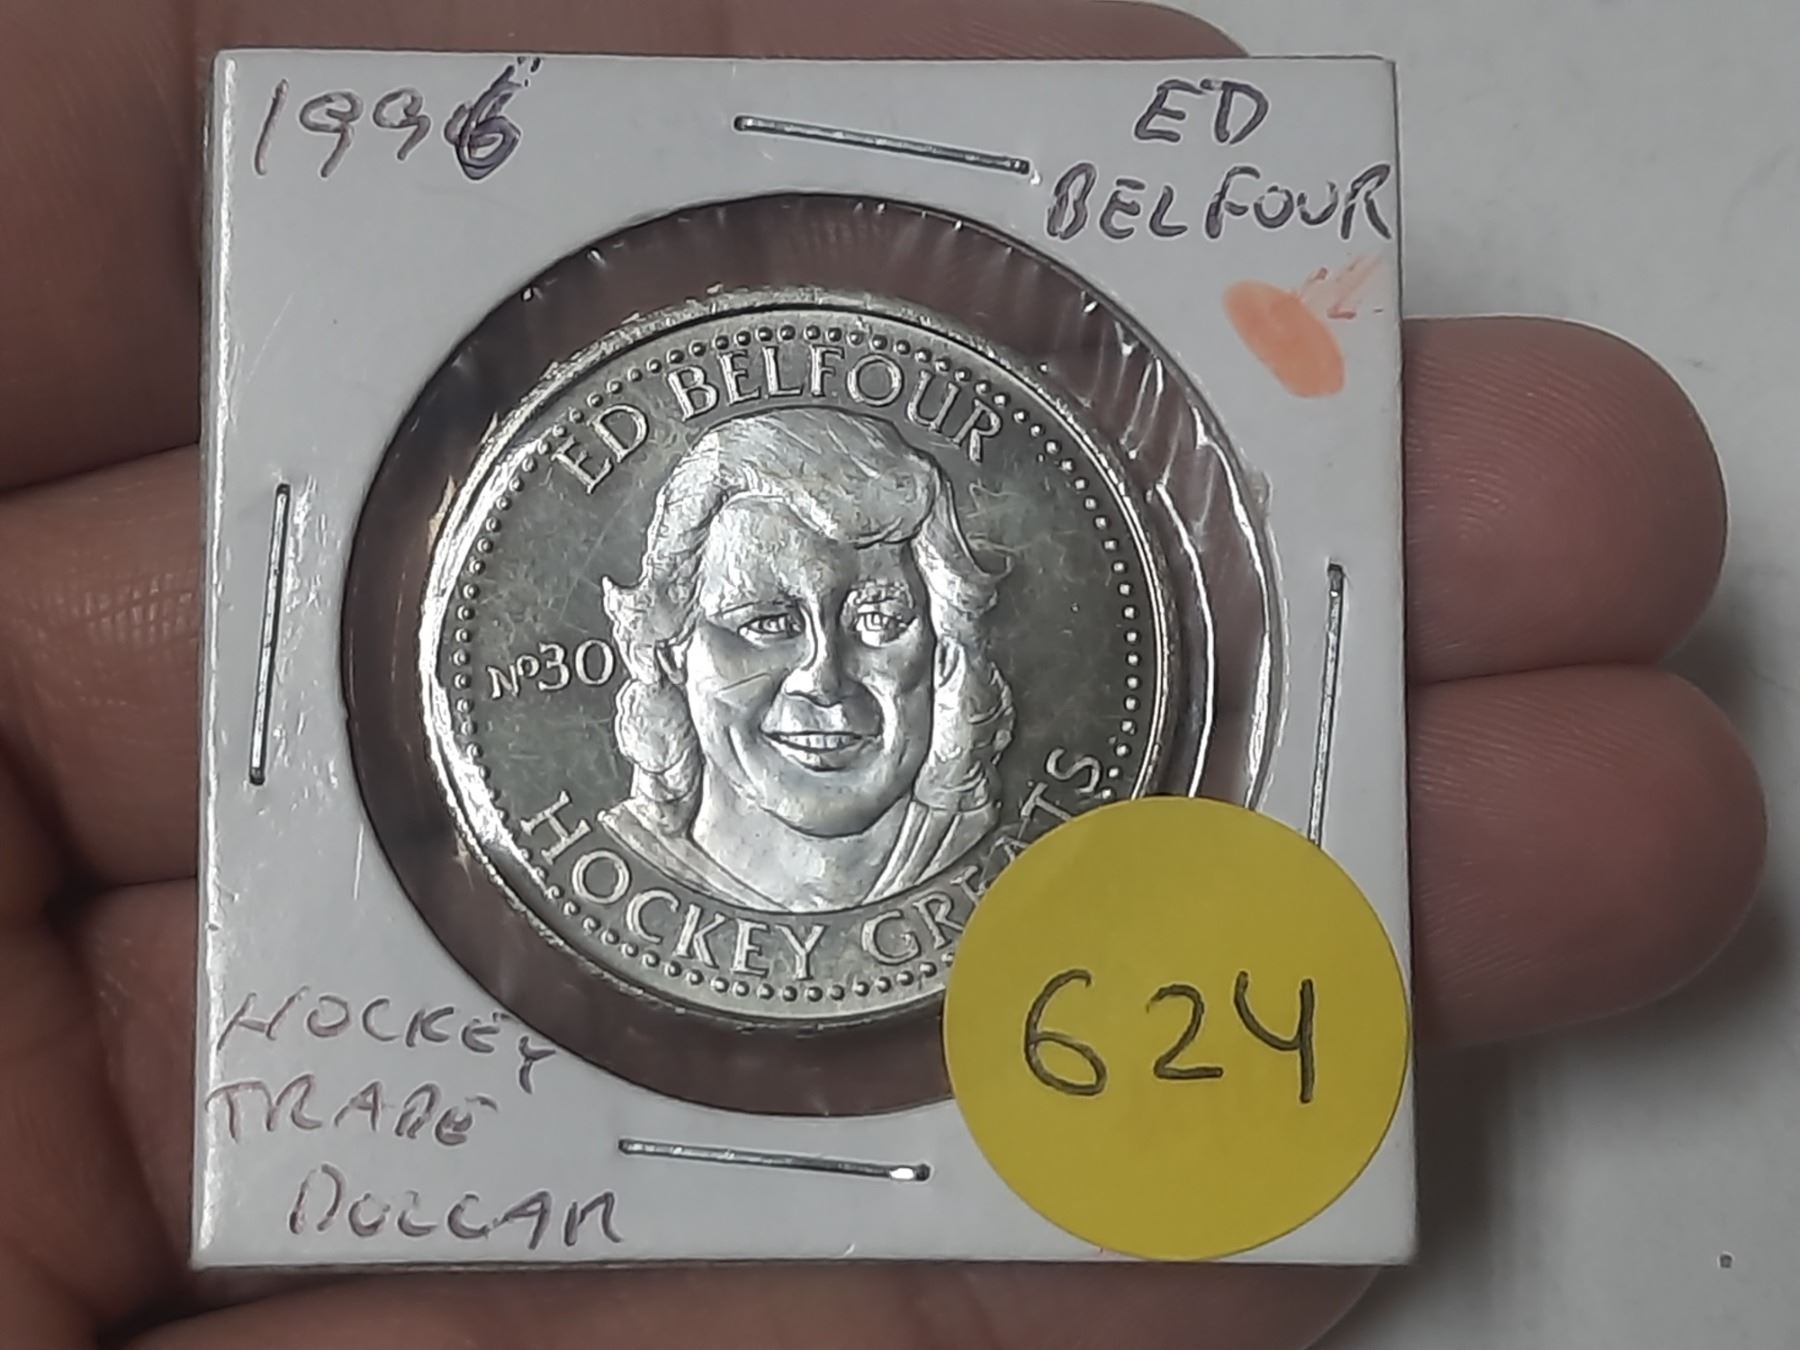 1996
ED
BELFOUR
ED BELFOUR
Nº30
HOCKEY GREATS
HOCKEY
TRADE
DOLLAR
624